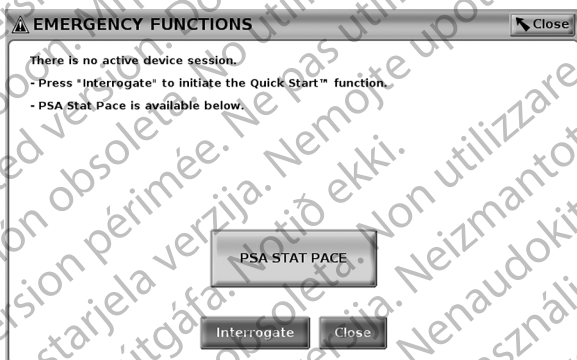 EMERGENCY FUNCTIONS
Close
There is no active device session.
- Press "Interrogate" to initiate the Quick Start™ function.
- PSA Stat Pace is available below.
PSA STAT PACE
Interrogate
Close